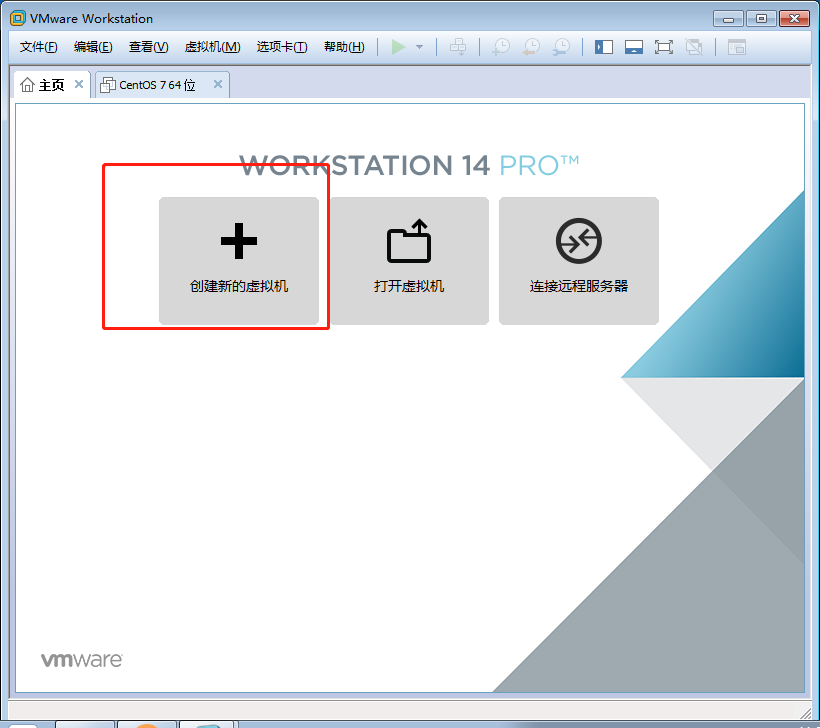 VMware Workstation
文件(F) 编辑(E) 查看(V) 虚拟机(M) 选项卡(T) 帮助(H)
主页 CentOS 7 64 位
WORKSTATION 14 PRO™
创建新的虚拟机 打开虚拟机 连接远程服务器
vmware